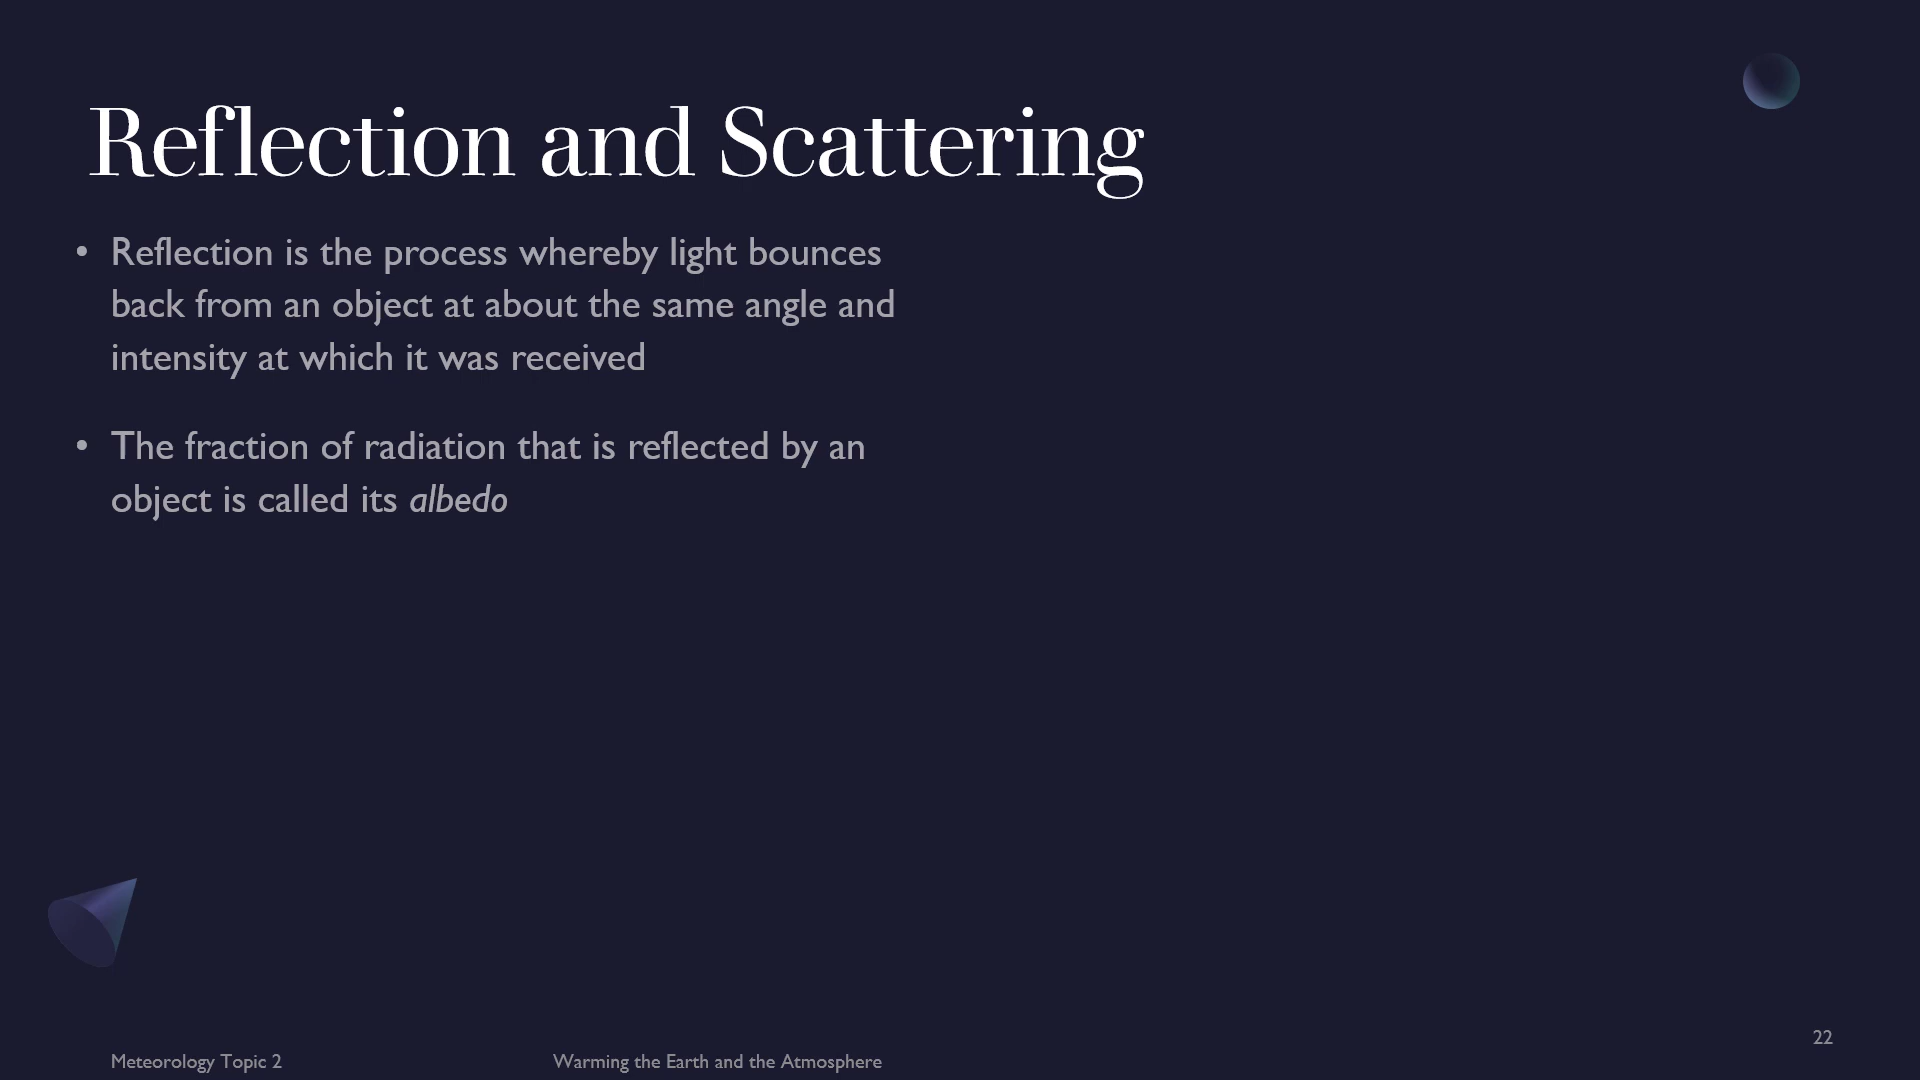 Reflection and Scattering
• Reflection is the process whereby light bounces
back from an object at about the same angle and
intensity at which it was received
• The fraction of radiation that is reflected by an
object is called its albedo
22
Meteorology Topic 2
Warming the Earth and the Atmosphere